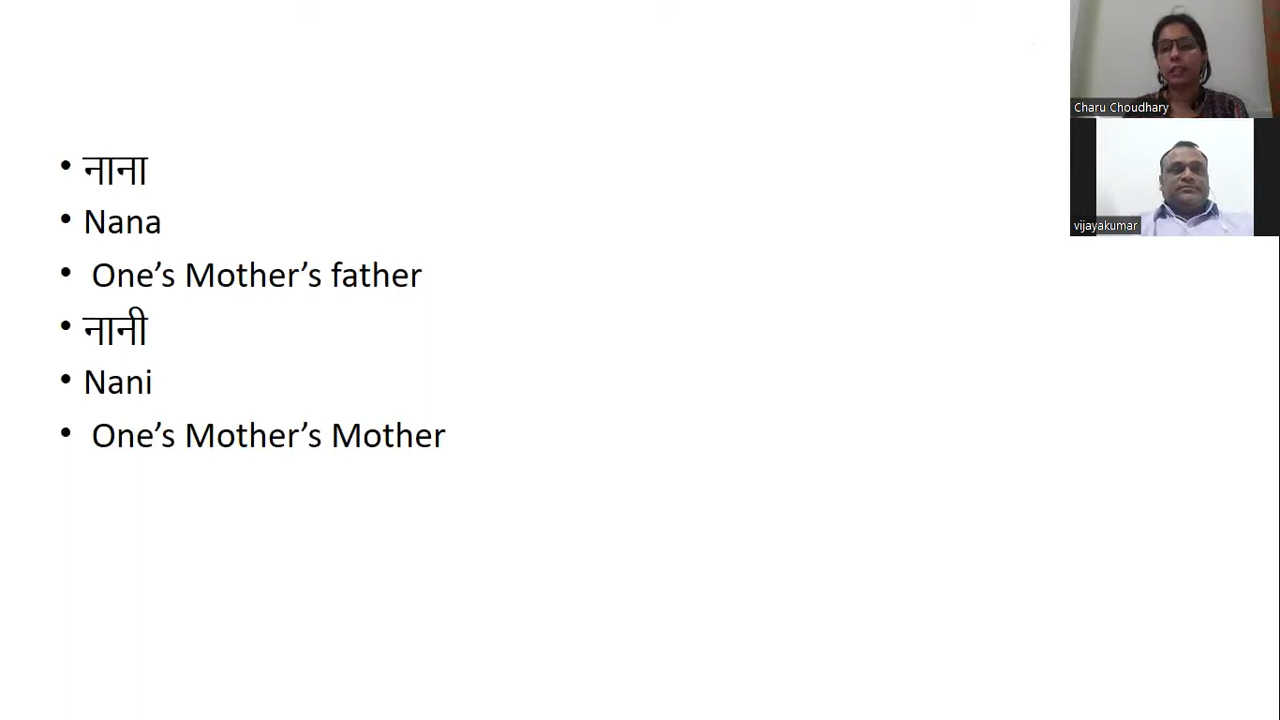 Charu Choudhary
vijayakumar
• नाना
• Nana
• One’s Mother’s father
• नानी
• Nani
• One’s Mother’s Mother